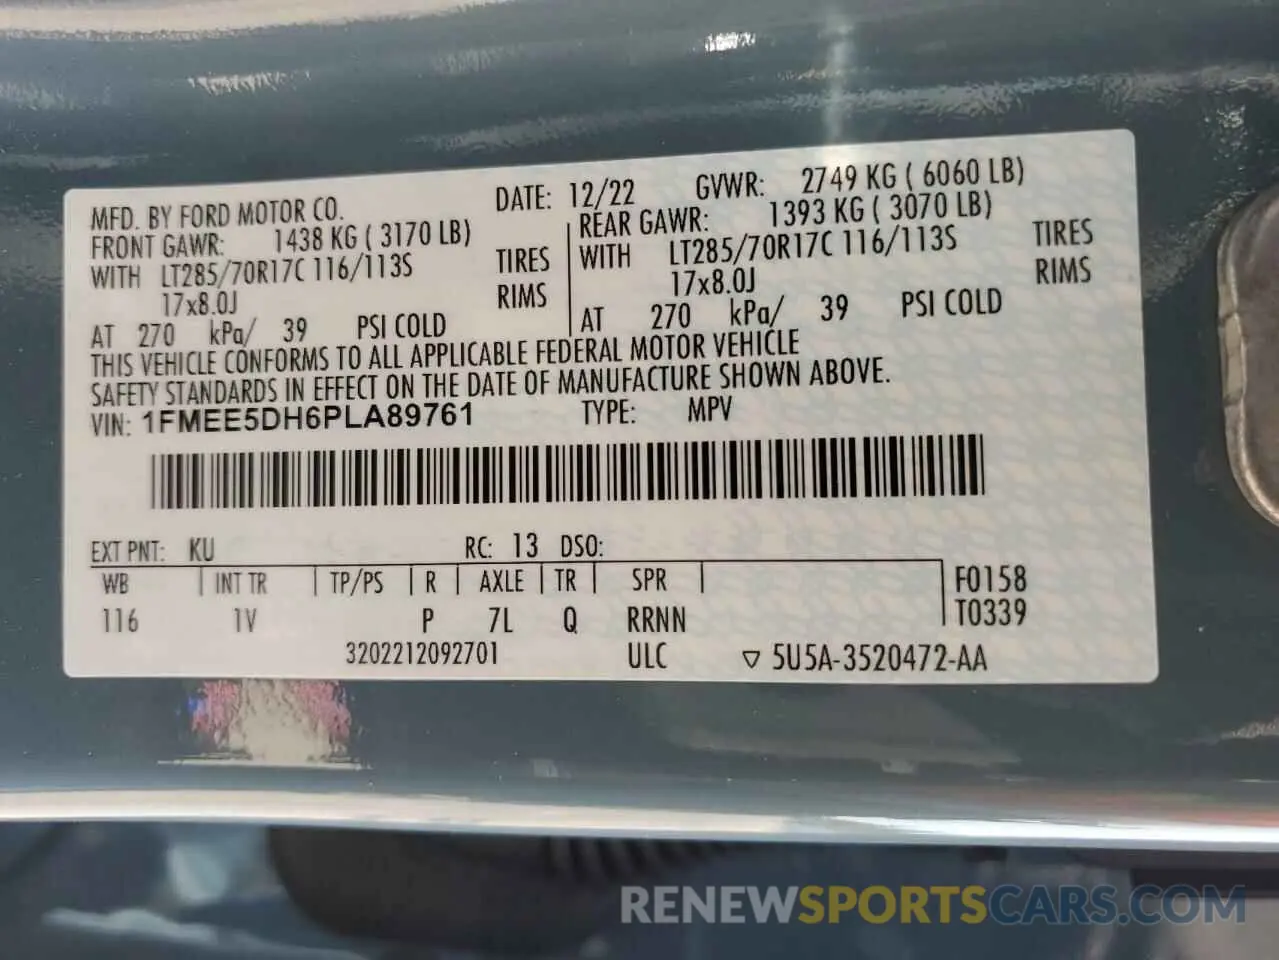 MFD. BY FORD MOTOR CO. DATE: 12/22 GVWR: 2749 KG ( 6060 LB)
FRONT GAWR: 1438 KG ( 3170 LB) REAR GAWR: 1393 KG ( 3070 LB)
WITH LT285/70R17C 116/113S TIRES WITH LT285/70R17C 116/113S TIRES
17x8.0J RIMS 17x8.0J RIMS
AT 270 kPa/ 39 PSI COLD AT 270 kPa/ 39 PSI COLD
THIS VEHICLE CONFORMS TO ALL APPLICABLE FEDERAL MOTOR VEHICLE
SAFETY STANDARDS IN EFFECT ON THE DATE OF MANUFACTURE SHOWN ABOVE.
VIN: 1FMEE5DH6PLA89761 TYPE: MPV
EXT PNT: KU RC: 13 DSO:
WB INT TR TP/PS R AXLE TR SPR F0158
116 1V P 7L Q RRNN T0339
3202212092701 ULC ▽ 5U5A-3520472-AA
RENEWSPORTSCARS.COM